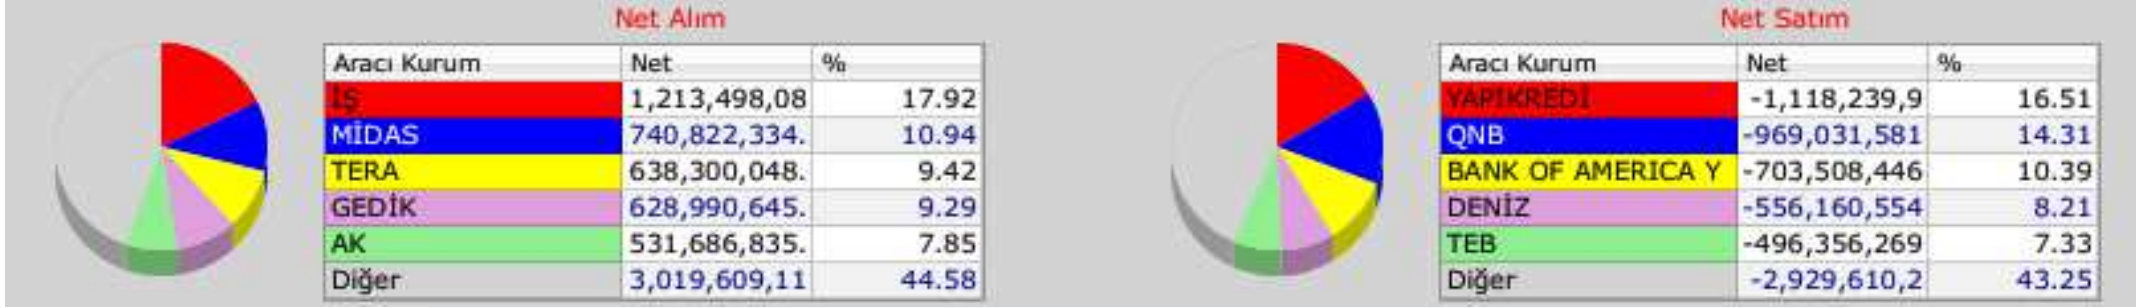 Net Alım
Aracı Kurum Net %
İŞ 1,213,498,08 17.92
MİDAS 740,822,334. 10.94
TERA 638,300,048. 9.42
GEDİK 628,990,645. 9.29
AK 531,686,835. 7.85
Diğer 3,019,609,11 44.58
Net Satım
Aracı Kurum Net %
YAPIKREDİ -1,118,239,9 16.51
QNB -969,031,581 14.31
BANK OF AMERICA Y -703,508,446 10.39
DENİZ -556,160,554 8.21
TEB -496,356,269 7.33
Diğer -2,929,610,2 43.25